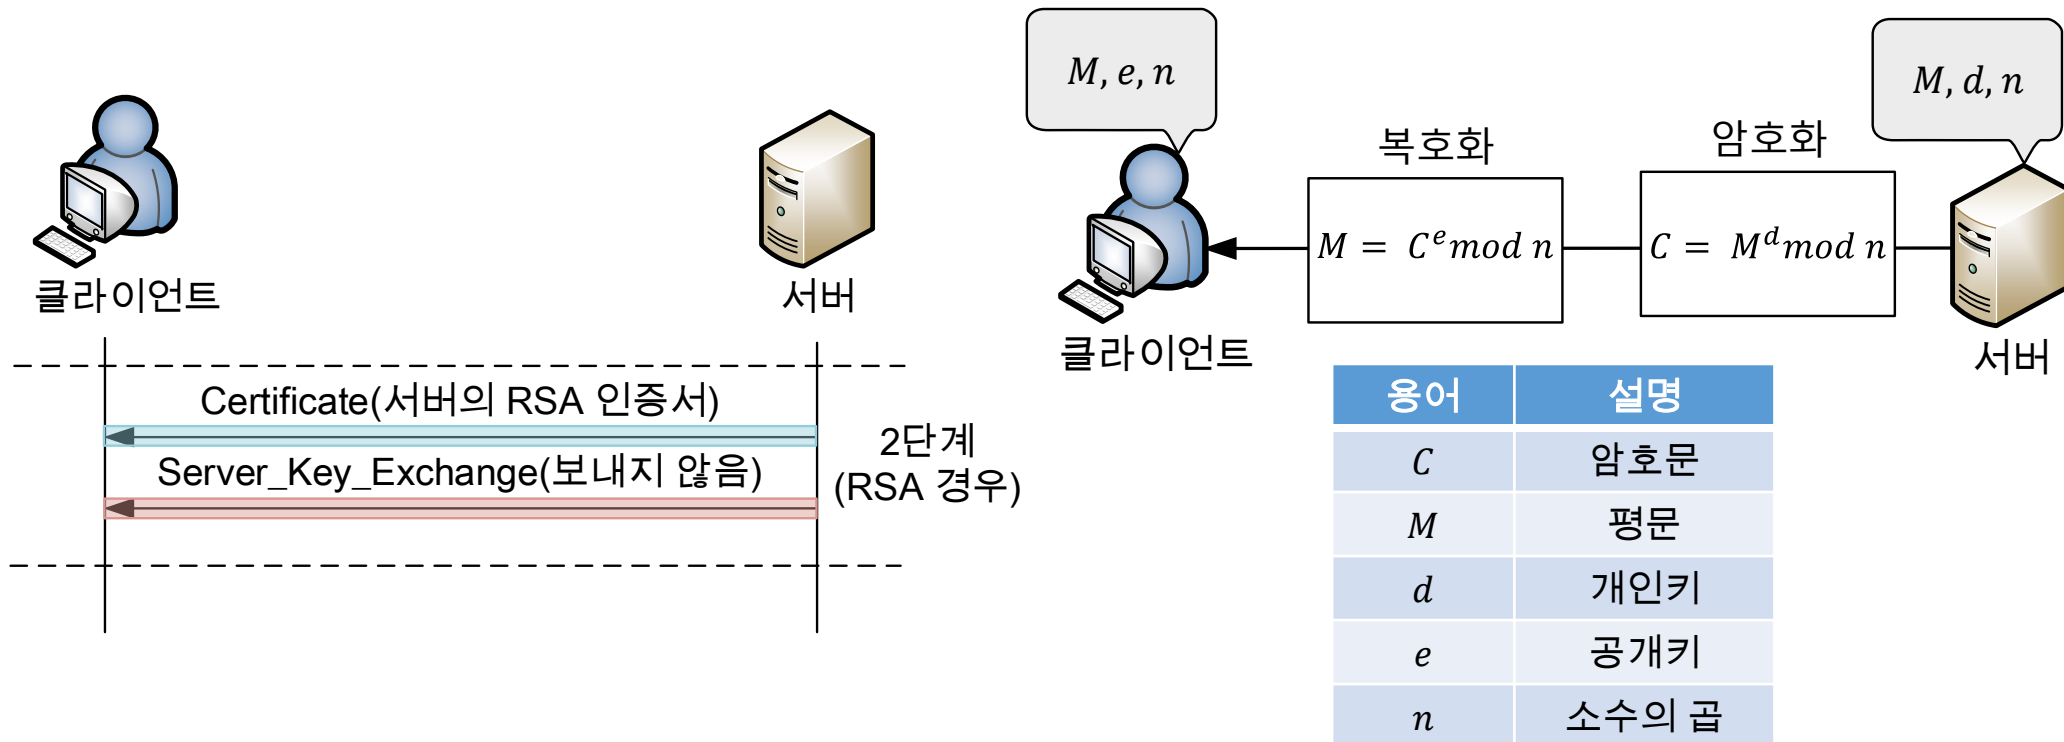 클라이언트
서버
Certificate(서버의 RSA 인증서)
Server_Key_Exchange(보내지 않음)
2단계
(RSA 경우)
M, e, n
M, d, n
복호화
암호화
M = C^e mod n
C = M^d mod n
클라이언트
서버
용어 설명
C 암호문
M 평문
d 개인키
e 공개키
n 소수의 곱